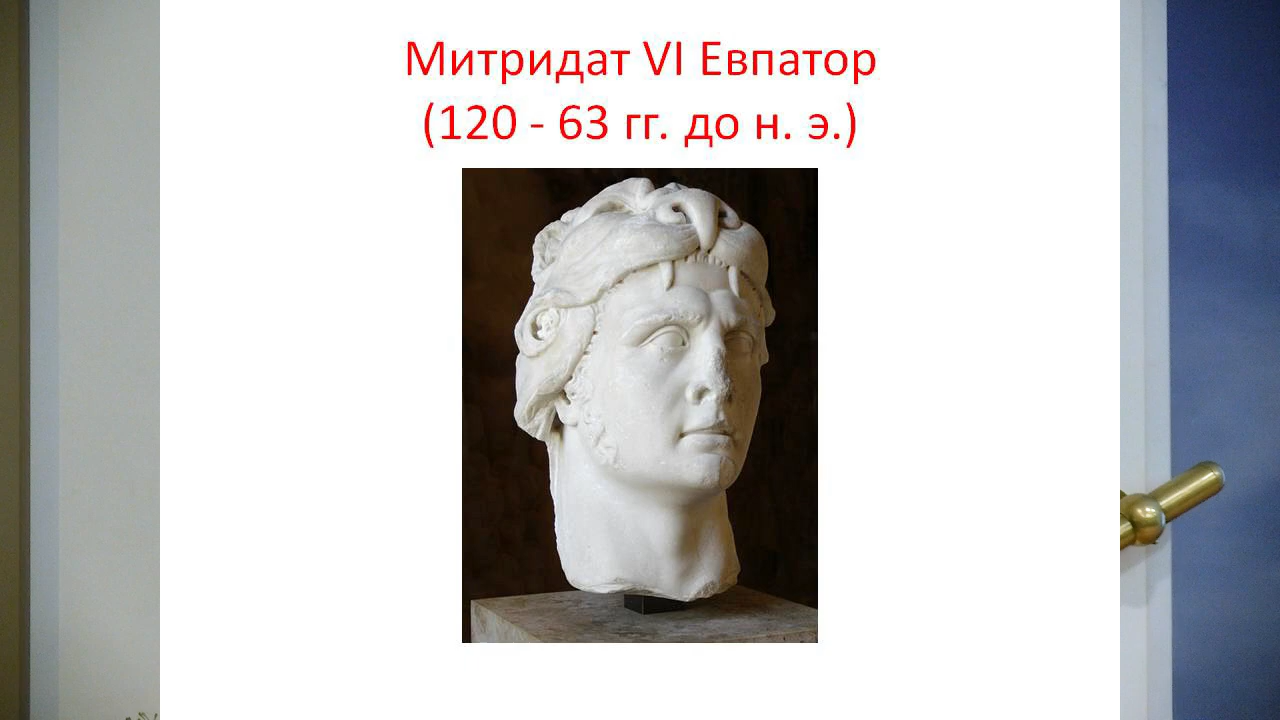 Митридат VI Евпатор
(120 - 63 гг. до н. э.)